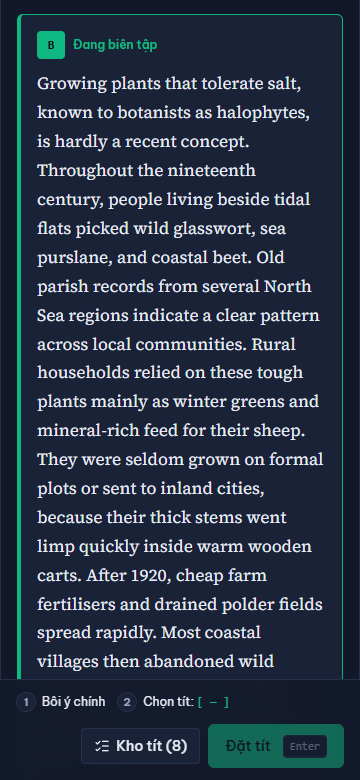 B Đang biên tập
Growing plants that tolerate salt,
known to botanists as halophytes,
is hardly a recent concept.
Throughout the nineteenth
century, people living beside tidal
flats picked wild glasswort, sea
purslane, and coastal beet. Old
parish records from several North
Sea regions indicate a clear pattern
across local communities. Rural
households relied on these tough
plants mainly as winter greens and
mineral-rich feed for their sheep.
They were seldom grown on formal
plots or sent to inland cities,
because their thick stems went
limp quickly inside warm wooden
carts. After 1920, cheap farm
fertilisers and drained polder fields
spread rapidly. Most coastal
villages then abandoned wild
1 Bôi ý chính 2 Chọn tít: [ — ]
Kho tít (8) Đặt tít Enter